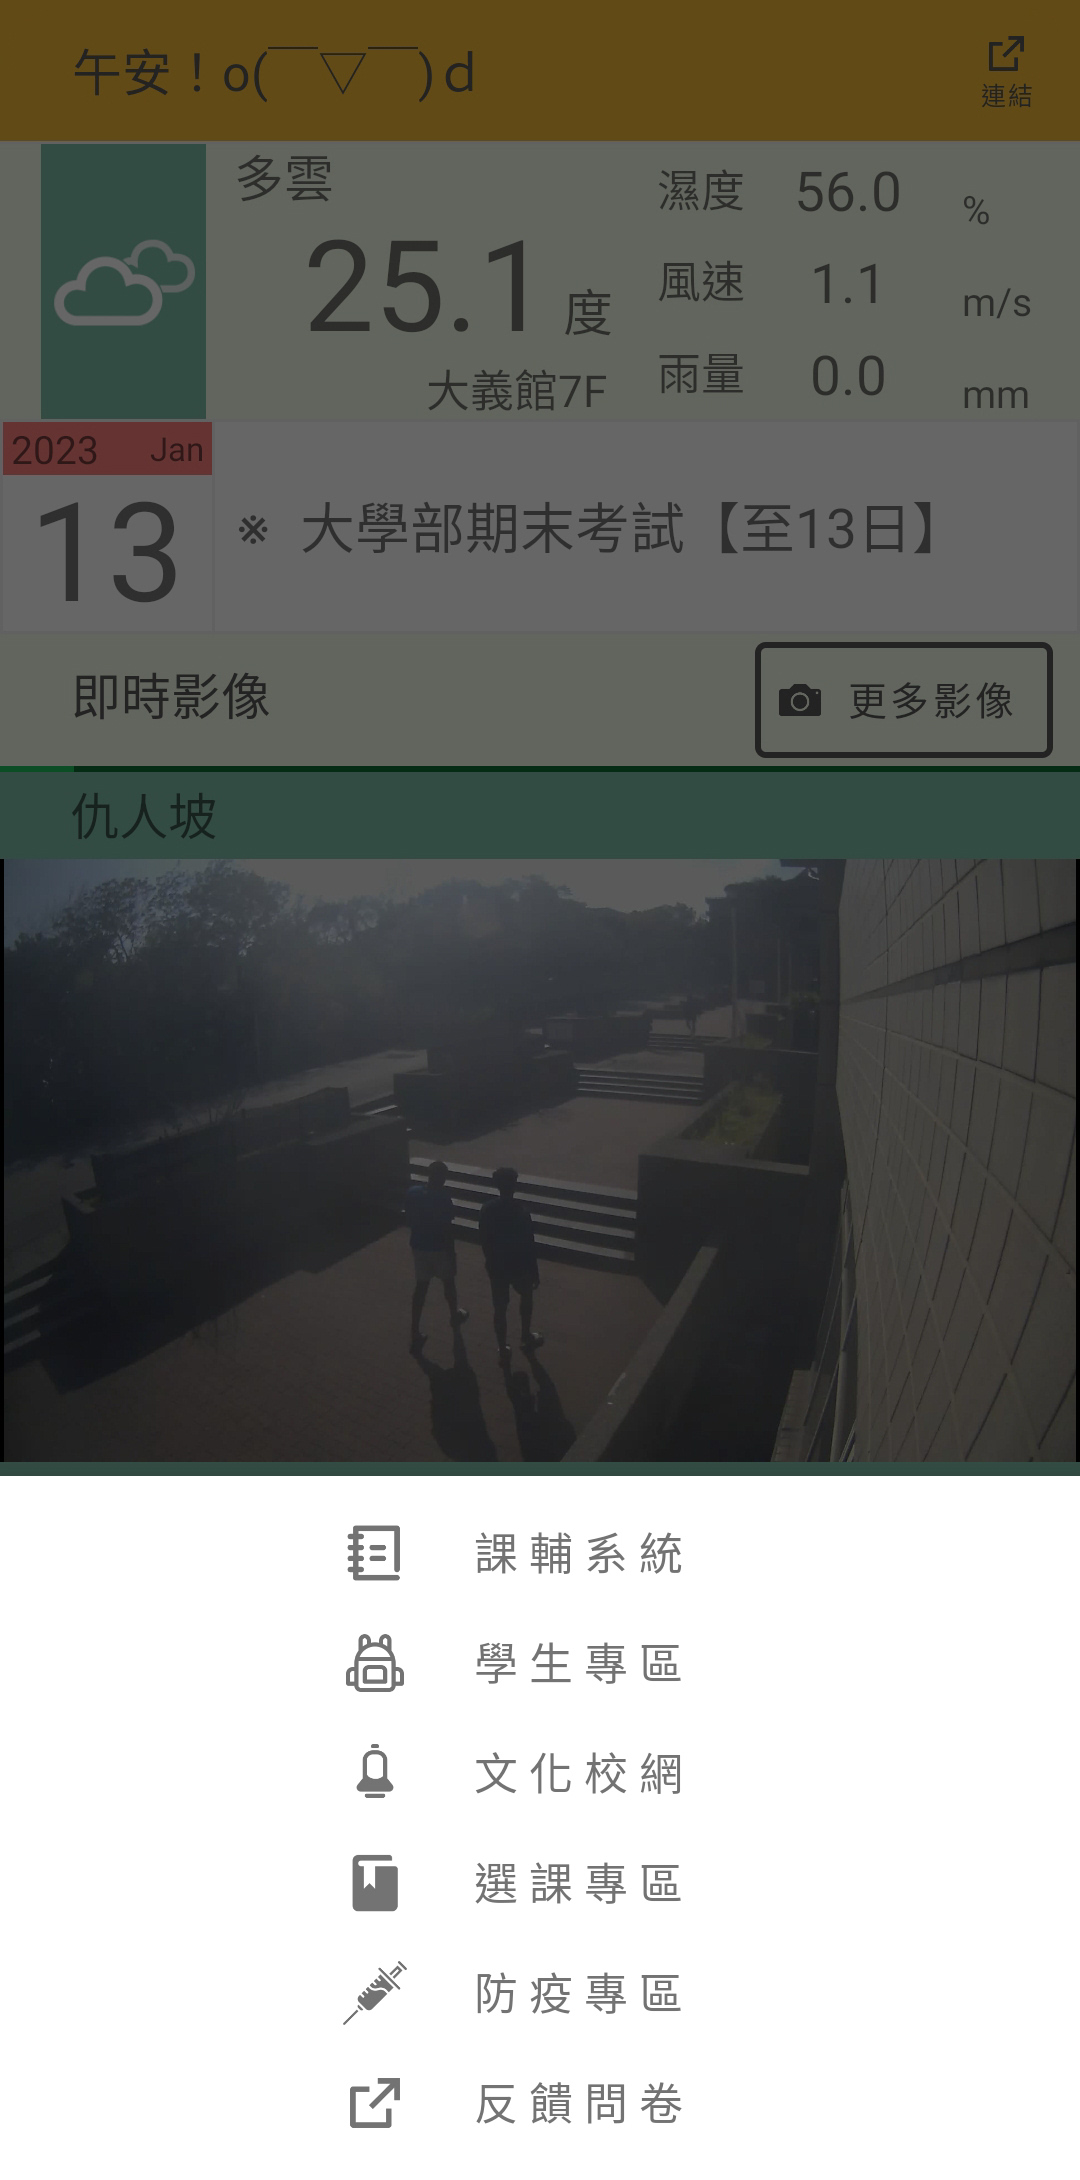 午安！o(￣▽￣)ｄ
連結
多雲
25.1 度
大義館7F
濕度 56.0 %
風速 1.1 m/s
雨量 0.0 mm
2023 Jan
13
※ 大學部期末考試【至13日】
即時影像
更多影像
仇人坡
課輔系統
學生專區
文化校網
選課專區
防疫專區
反饋問卷